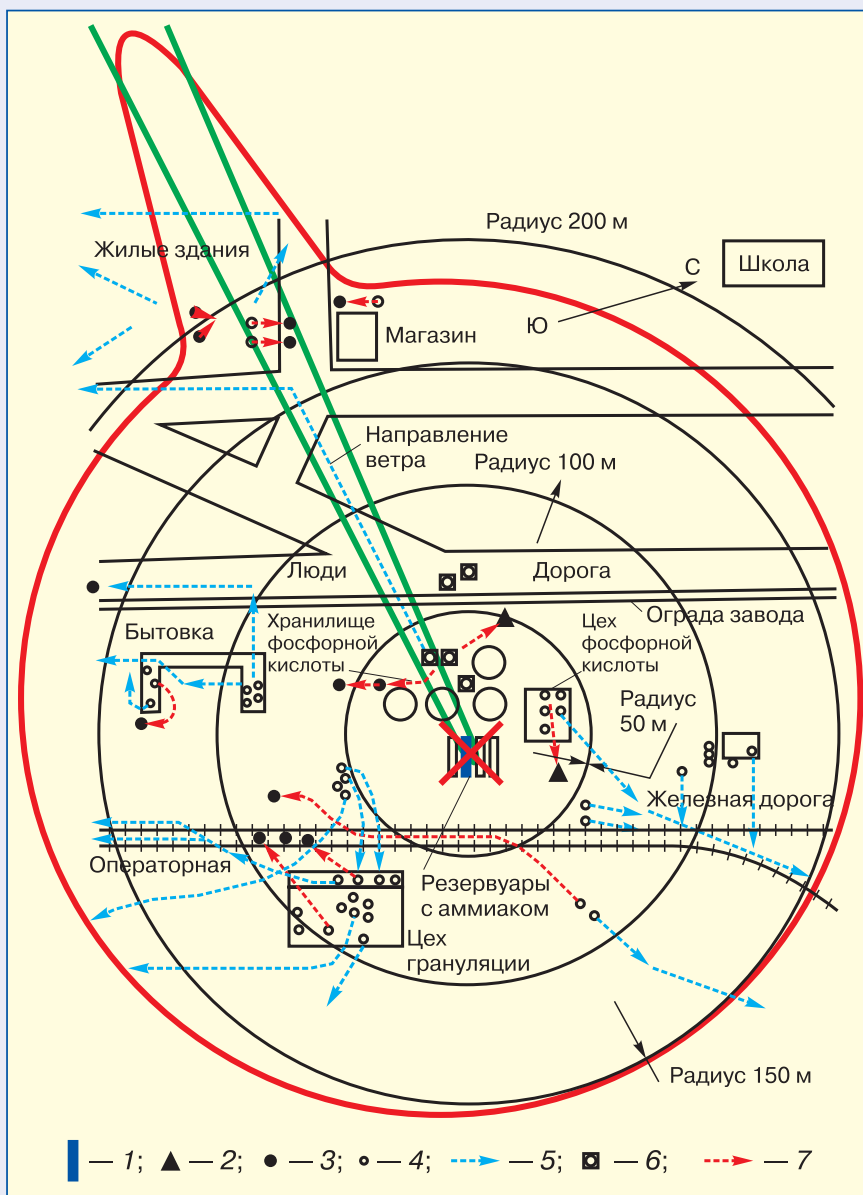 Радиус 200 м
Жилые здания
С
Школа
Ю
Магазин
Направление
ветра
Радиус 100 м
Люди
Дорога
Ограда завода
Бытовка
Хранилище
фосфорной
кислоты
Цех
фосфорной
кислоты
Радиус
50 м
Железная дорога
Операторная
Резервуары
с аммиаком
Цех
грануляции
Радиус 150 м
— 1; — 2; — 3; — 4; — 5; — 6; — 7